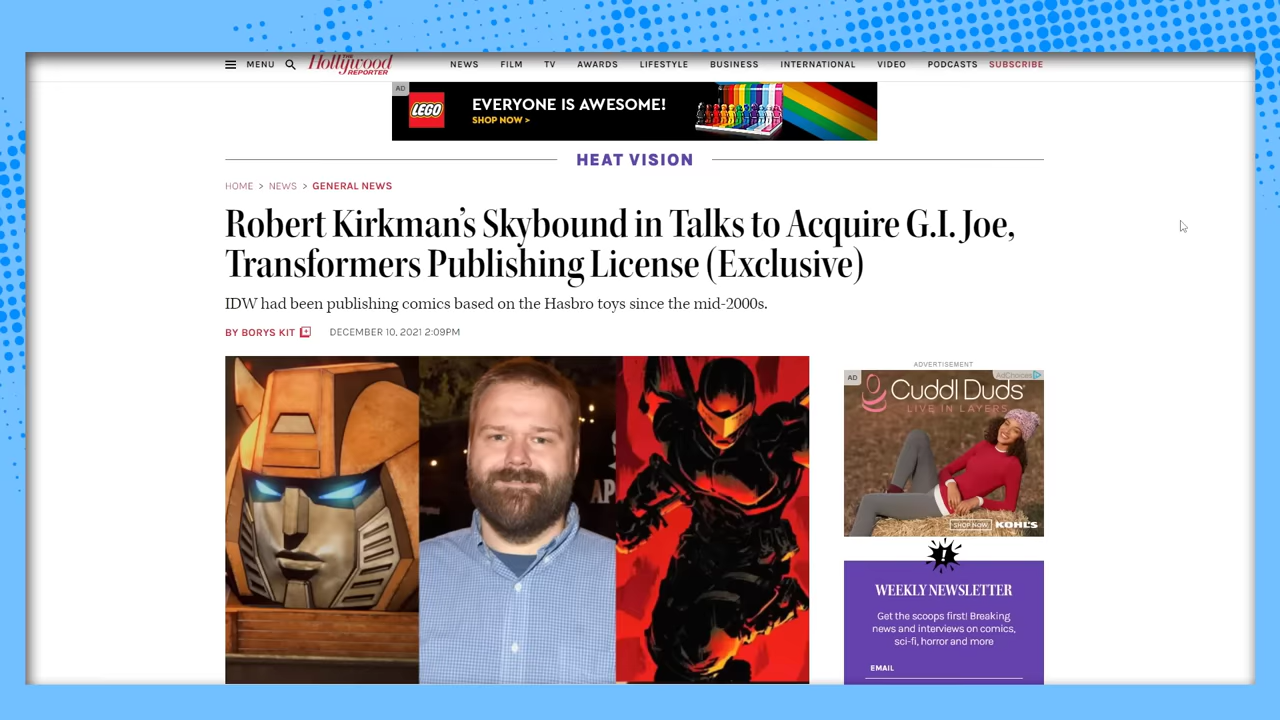 MENU
The Hollywood
REPORTER
NEWS FILM TV AWARDS LIFESTYLE BUSINESS INTERNATIONAL VIDEO PODCASTS SUBSCRIBE
AD
LEGO
EVERYONE IS AWESOME!
SHOP NOW >
HEAT VISION
HOME > NEWS > GENERAL NEWS
Robert Kirkman's Skybound in Talks to Acquire G.I. Joe,
Transformers Publishing License (Exclusive)
IDW had been publishing comics based on the Hasbro toys since the mid-2000s.
BY BORYS KIT DECEMBER 10, 2021 2:09PM
AP
ADVERTISEMENT
AD
AdChoices
Cuddl Duds
LIVE IN LAYERS
SHOP NOW KOHL'S
!
WEEKLY NEWSLETTER
Get the scoops first! Breaking
news and interviews on comics,
sci-fi, horror and more
EMAIL